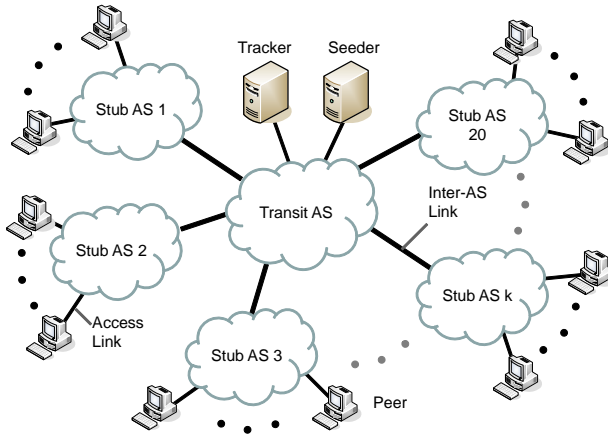 Tracker
Seeder
Stub AS 1
Stub AS
20
Inter-AS
Link
Transit AS
Stub AS 2
Stub AS k
Access
Link
Stub AS 3
Peer